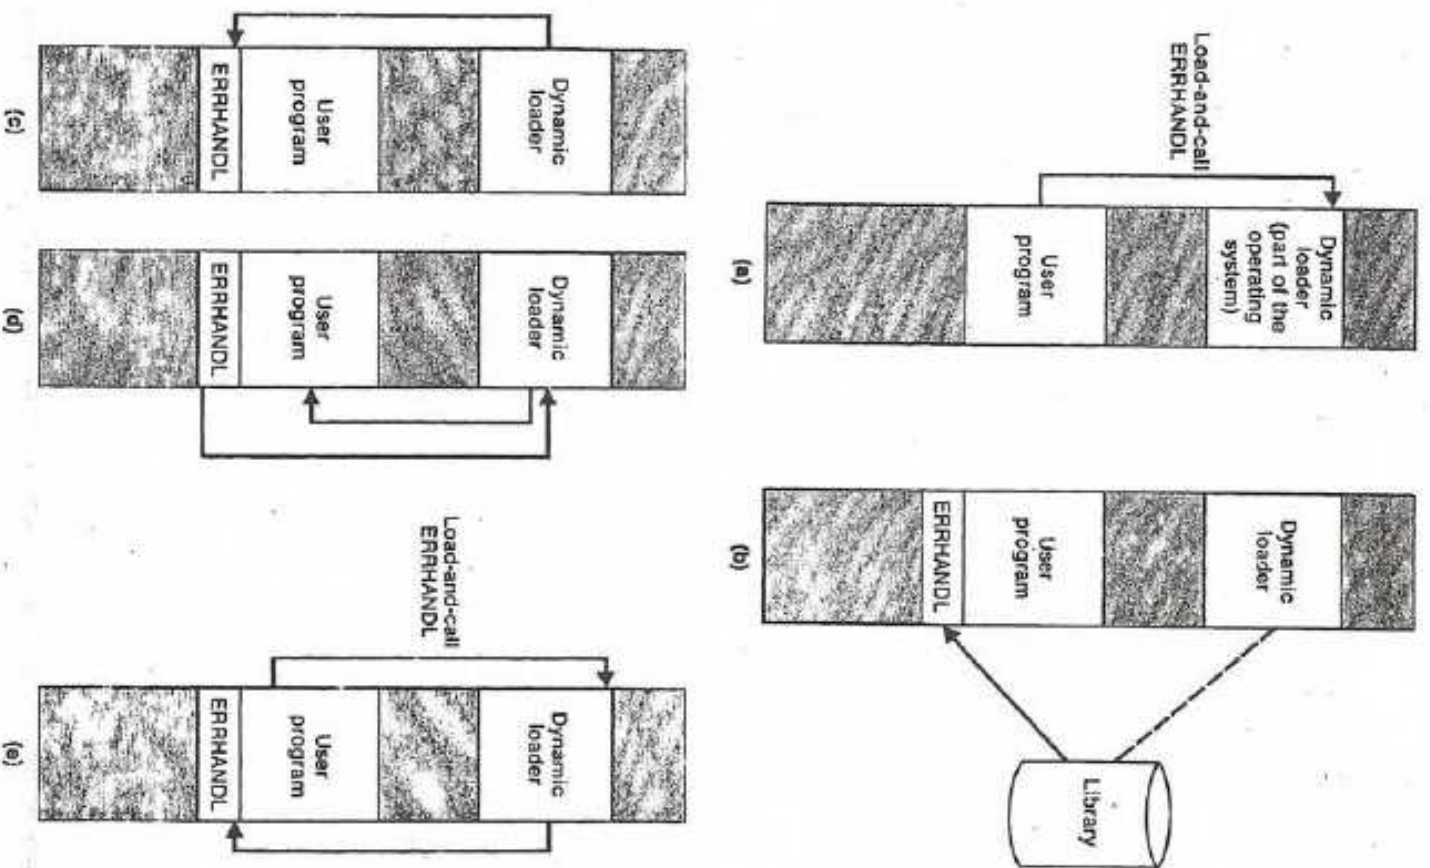 Dynamic
loader
(part of the
operating
system)
Load-and-call
ERRHANDL
User
program
(a)
Dynamic
loader
Library
User
program
ERRHANDL
(b)
Dynamic
loader
User
program
ERRHANDL
(c)
Dynamic
loader
User
program
ERRHANDL
(d)
Load-and-call
ERRHANDL
Dynamic
loader
User
program
ERRHANDL
(e)